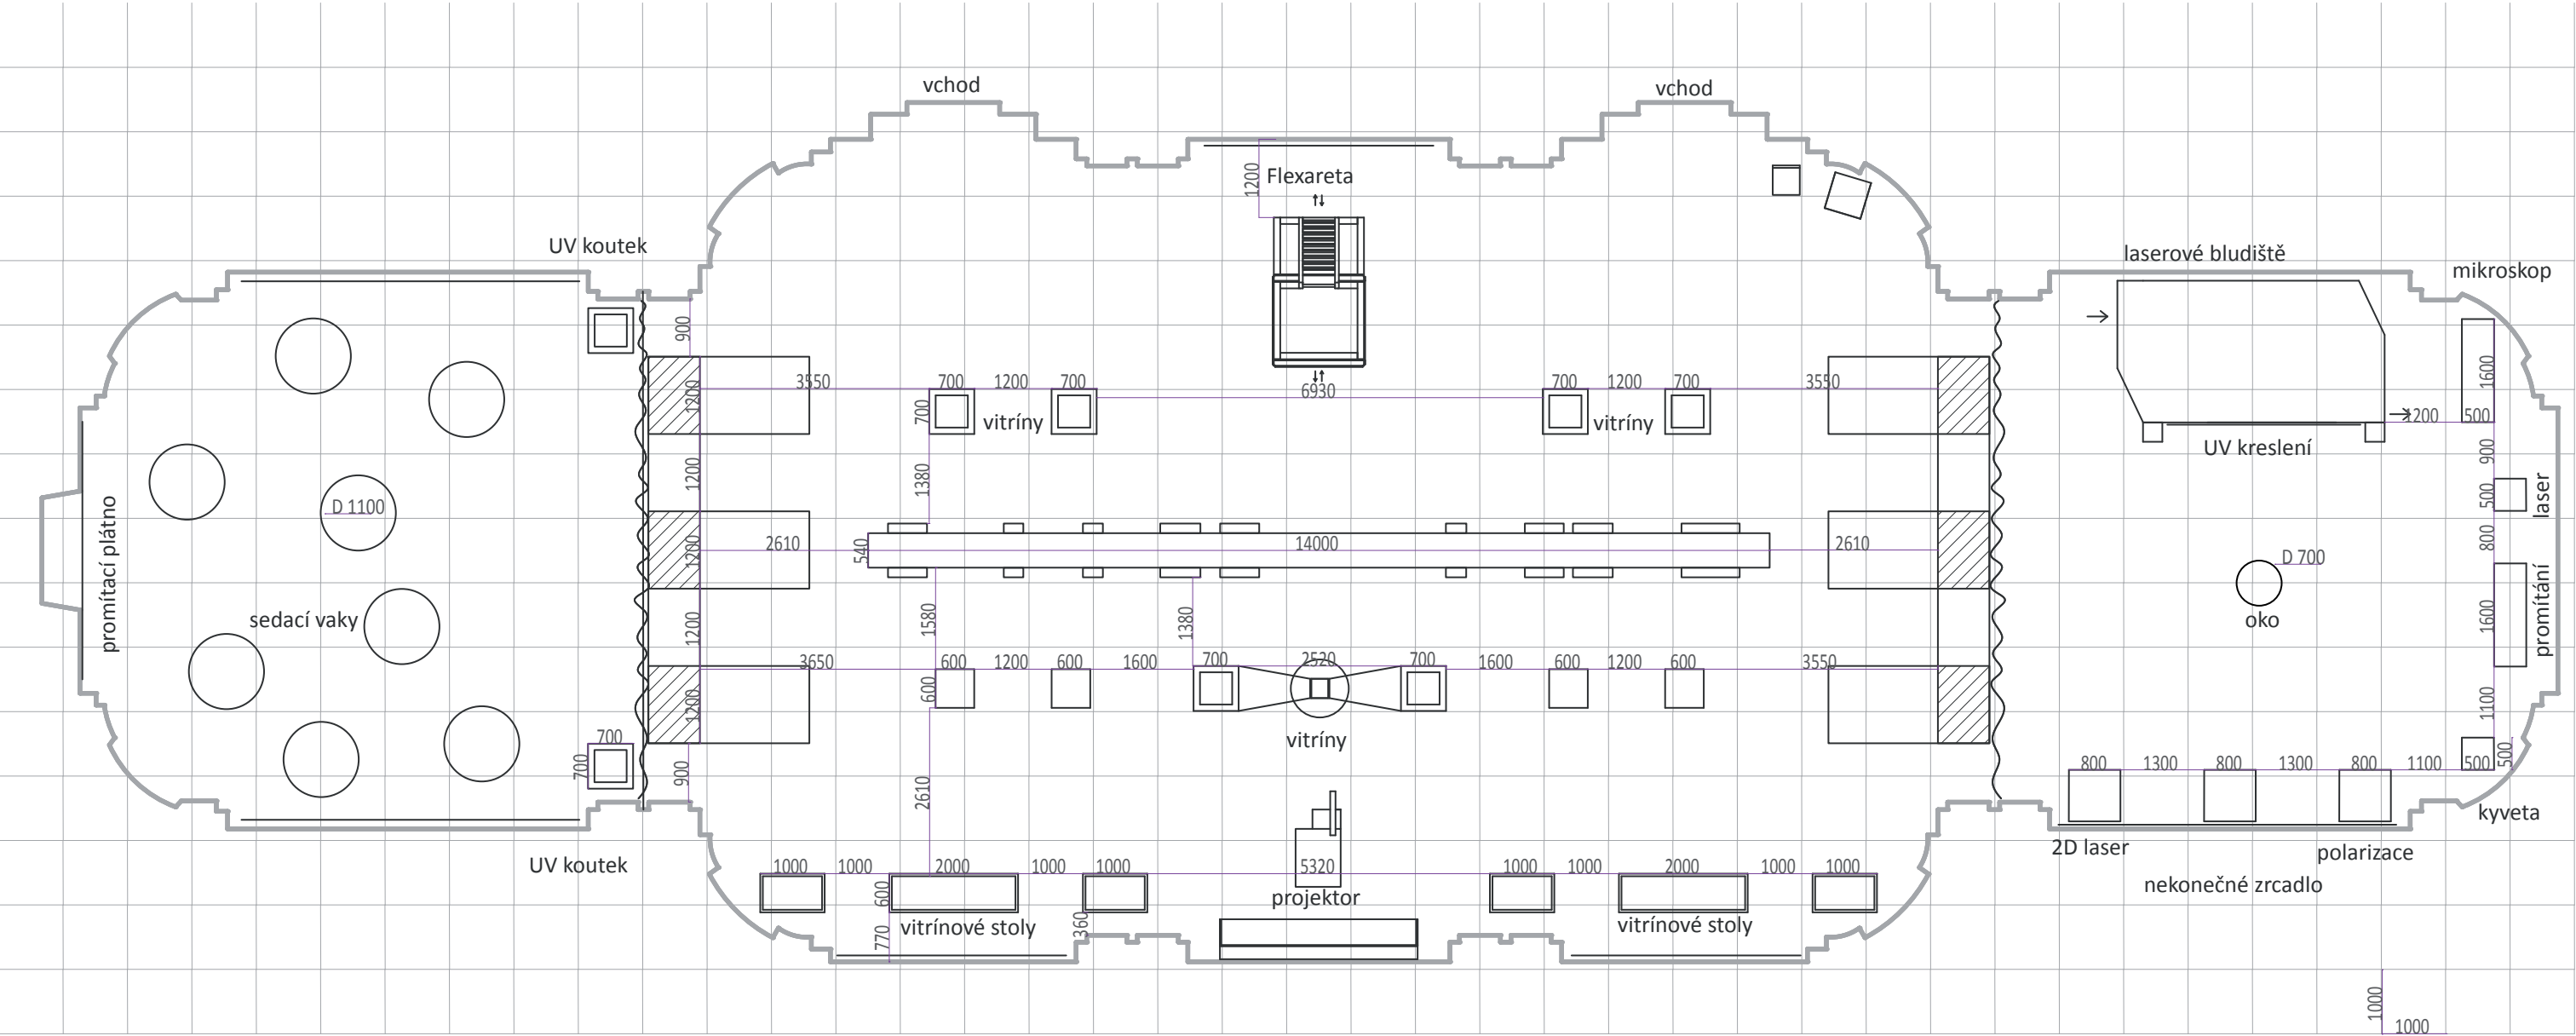 vchod
vchod
1200
Flexareta
UV koutek
laserové bludiště
mikroskop
900
1200
3550
700
1200
700
6930
700
1200
700
3550
1600
700
vitríny
vitríny
1200
500
UV kreslení
900
1200
1380
500
laser
promítací plátno
D 1100
1200
2610
540
14000
2610
800
D 700
oko
sedací vaky
1200
1580
1380
1600
promítání
3650
600
1200
600
1600
700
2520
700
1600
600
1200
600
3550
600
1200
1100
vitríny
700
700
900
2610
800
1300
800
1300
800
1100
500
500
kyveta
UV koutek
2D laser
polarizace
nekonečné zrcadlo
1000
1000
2000
1000
1000
5320
1000
1000
2000
1000
1000
600
projektor
vitrínové stoly
360
770
vitrínové stoly
1000
1000